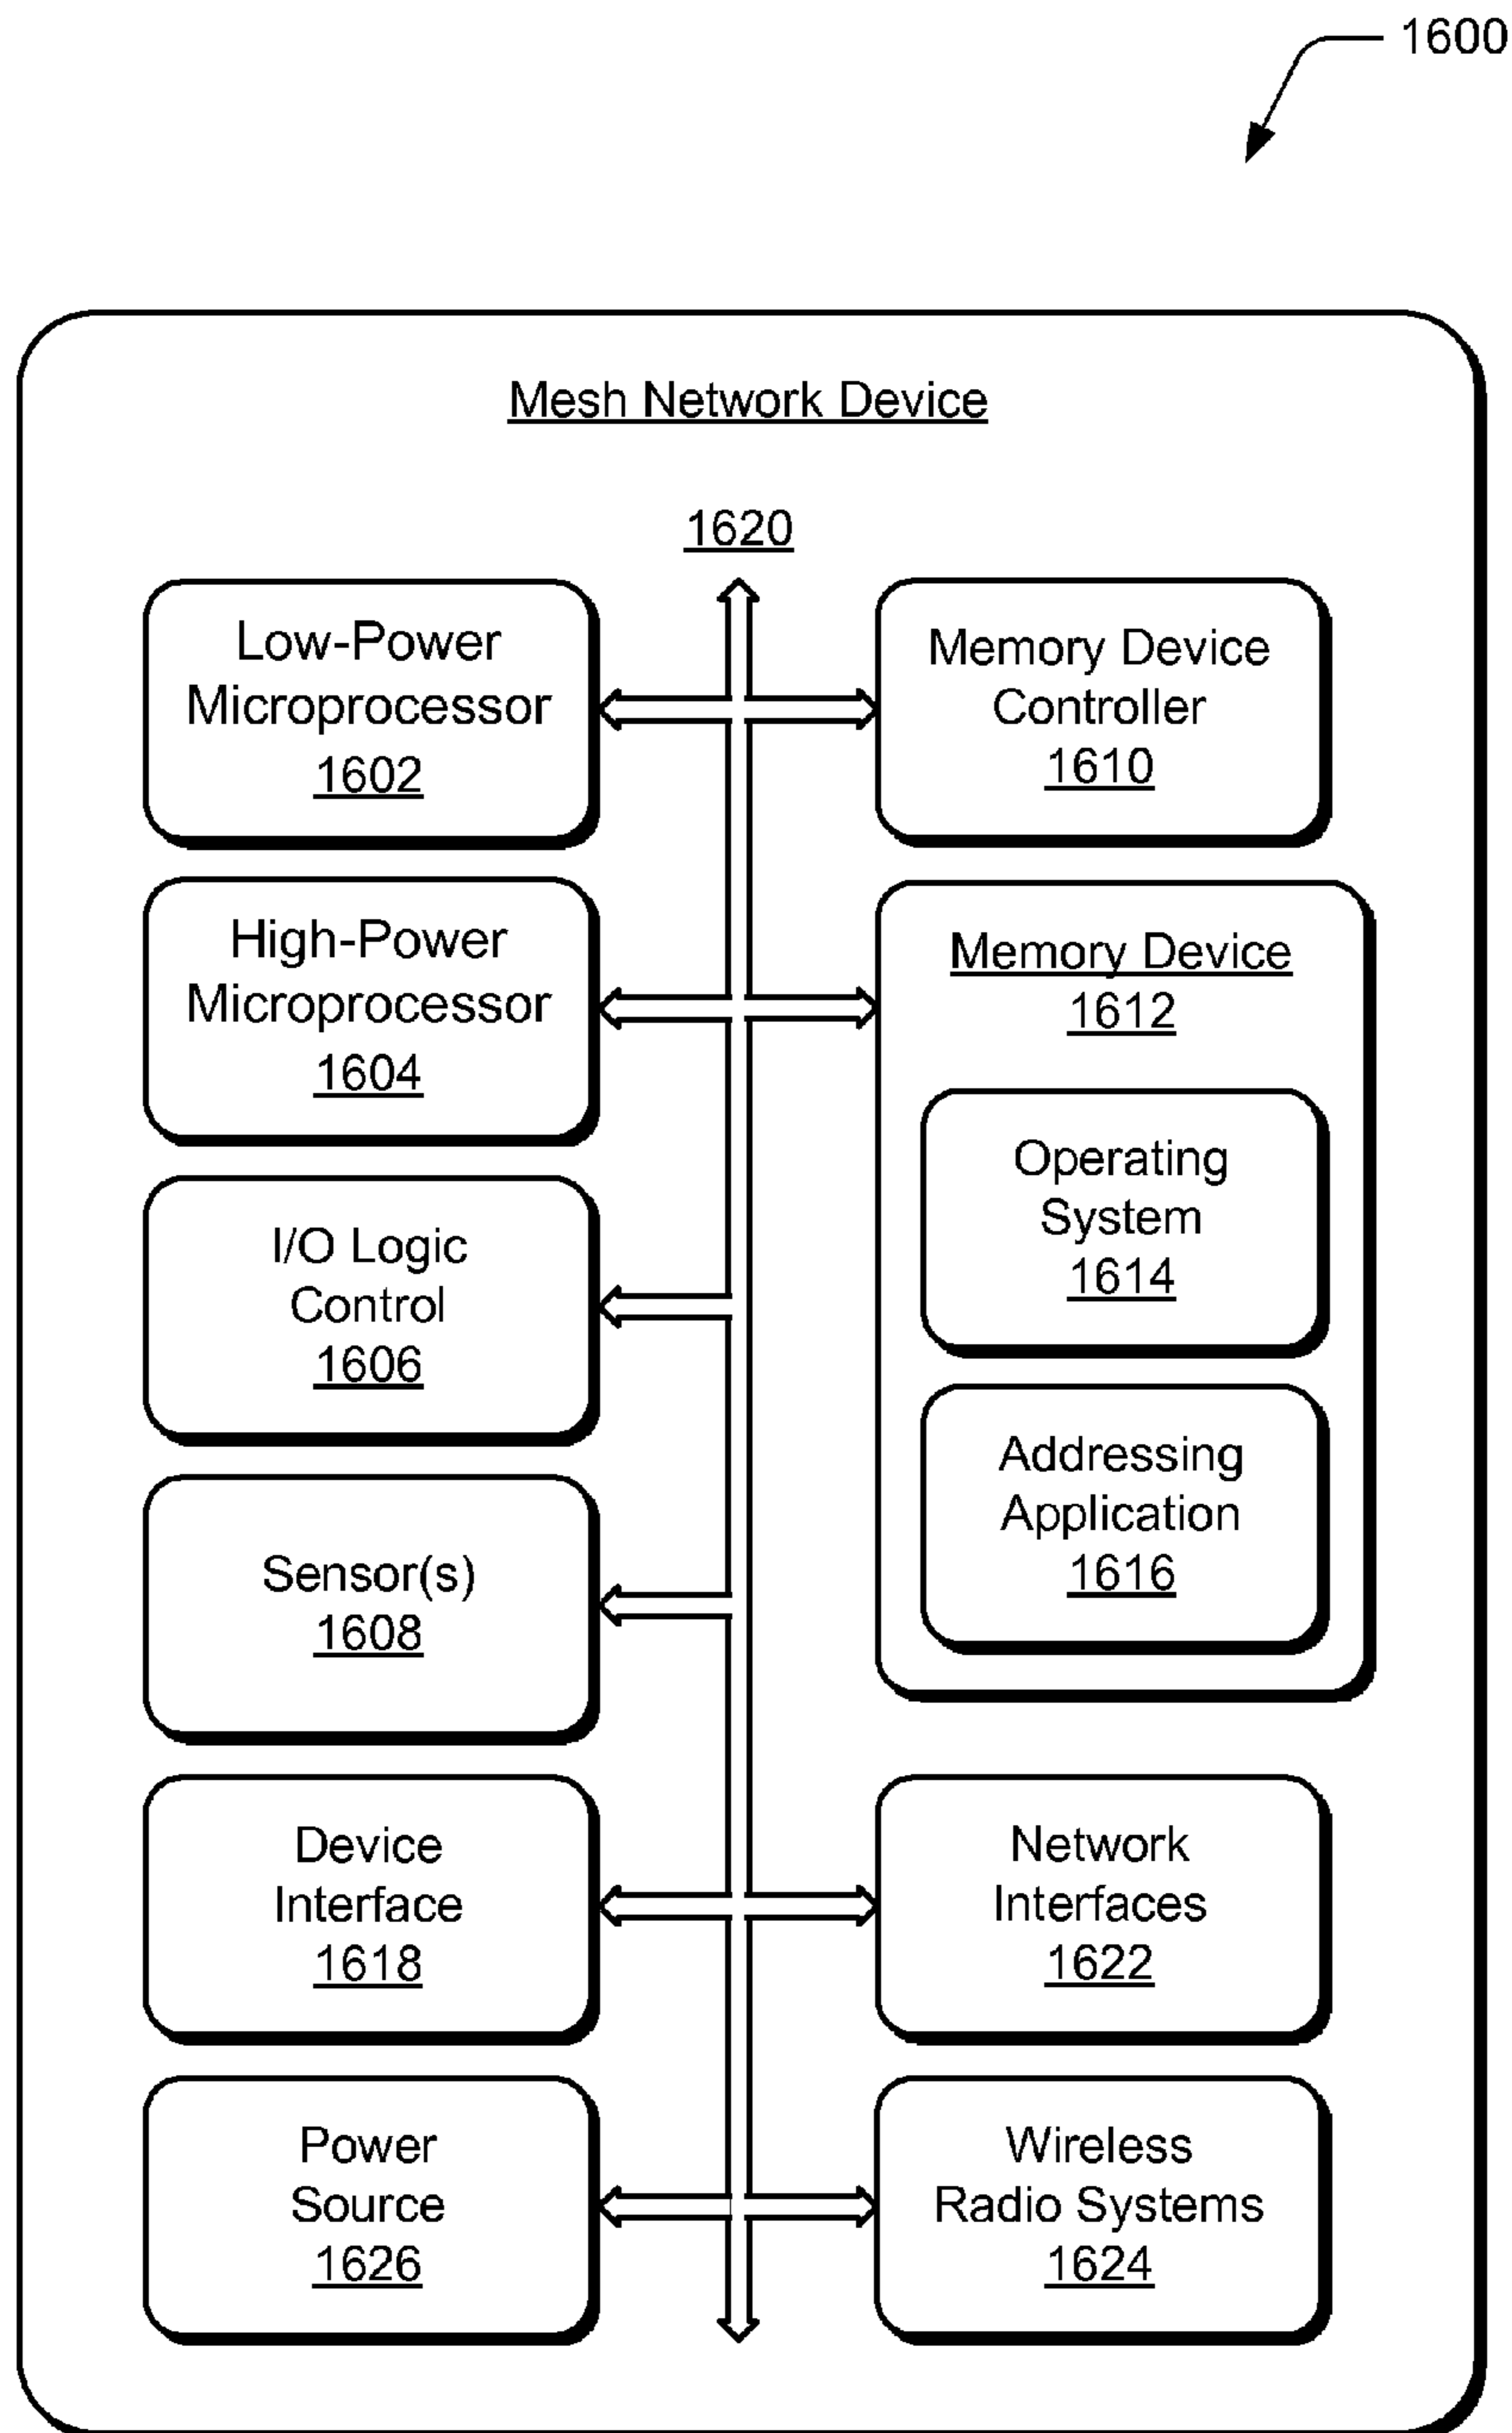 1600
Mesh Network Device
1620
Low-Power
Microprocessor
1602
Memory Device
Controller
1610
High-Power
Microprocessor
1604
Memory Device
1612
Operating
System
1614
I/O Logic
Control
1606
Addressing
Application
1616
Sensor(s)
1608
Device
Interface
1618
Network
Interfaces
1622
Power
Source
1626
Wireless
Radio Systems
1624